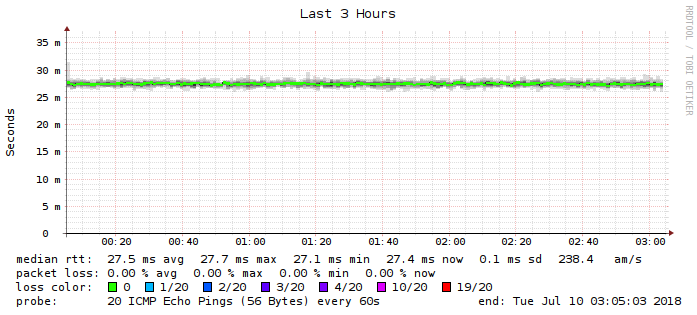 Last 3 Hours
RRDTOOL / TOBI OETIKER
Seconds
35 m
30 m
25 m
20 m
15 m
10 m
5 m
0
00:20 00:40 01:00 01:20 01:40 02:00 02:20 02:40 03:00
median rtt: 27.5 ms avg 27.7 ms max 27.1 ms min 27.4 ms now 0.1 ms sd 238.4 am/s
packet loss: 0.00 % avg 0.00 % max 0.00 % min 0.00 % now
loss color: 0 1/20 2/20 3/20 4/20 10/20 19/20
probe: 20 ICMP Echo Pings (56 Bytes) every 60s end: Tue Jul 10 03:05:03 2018